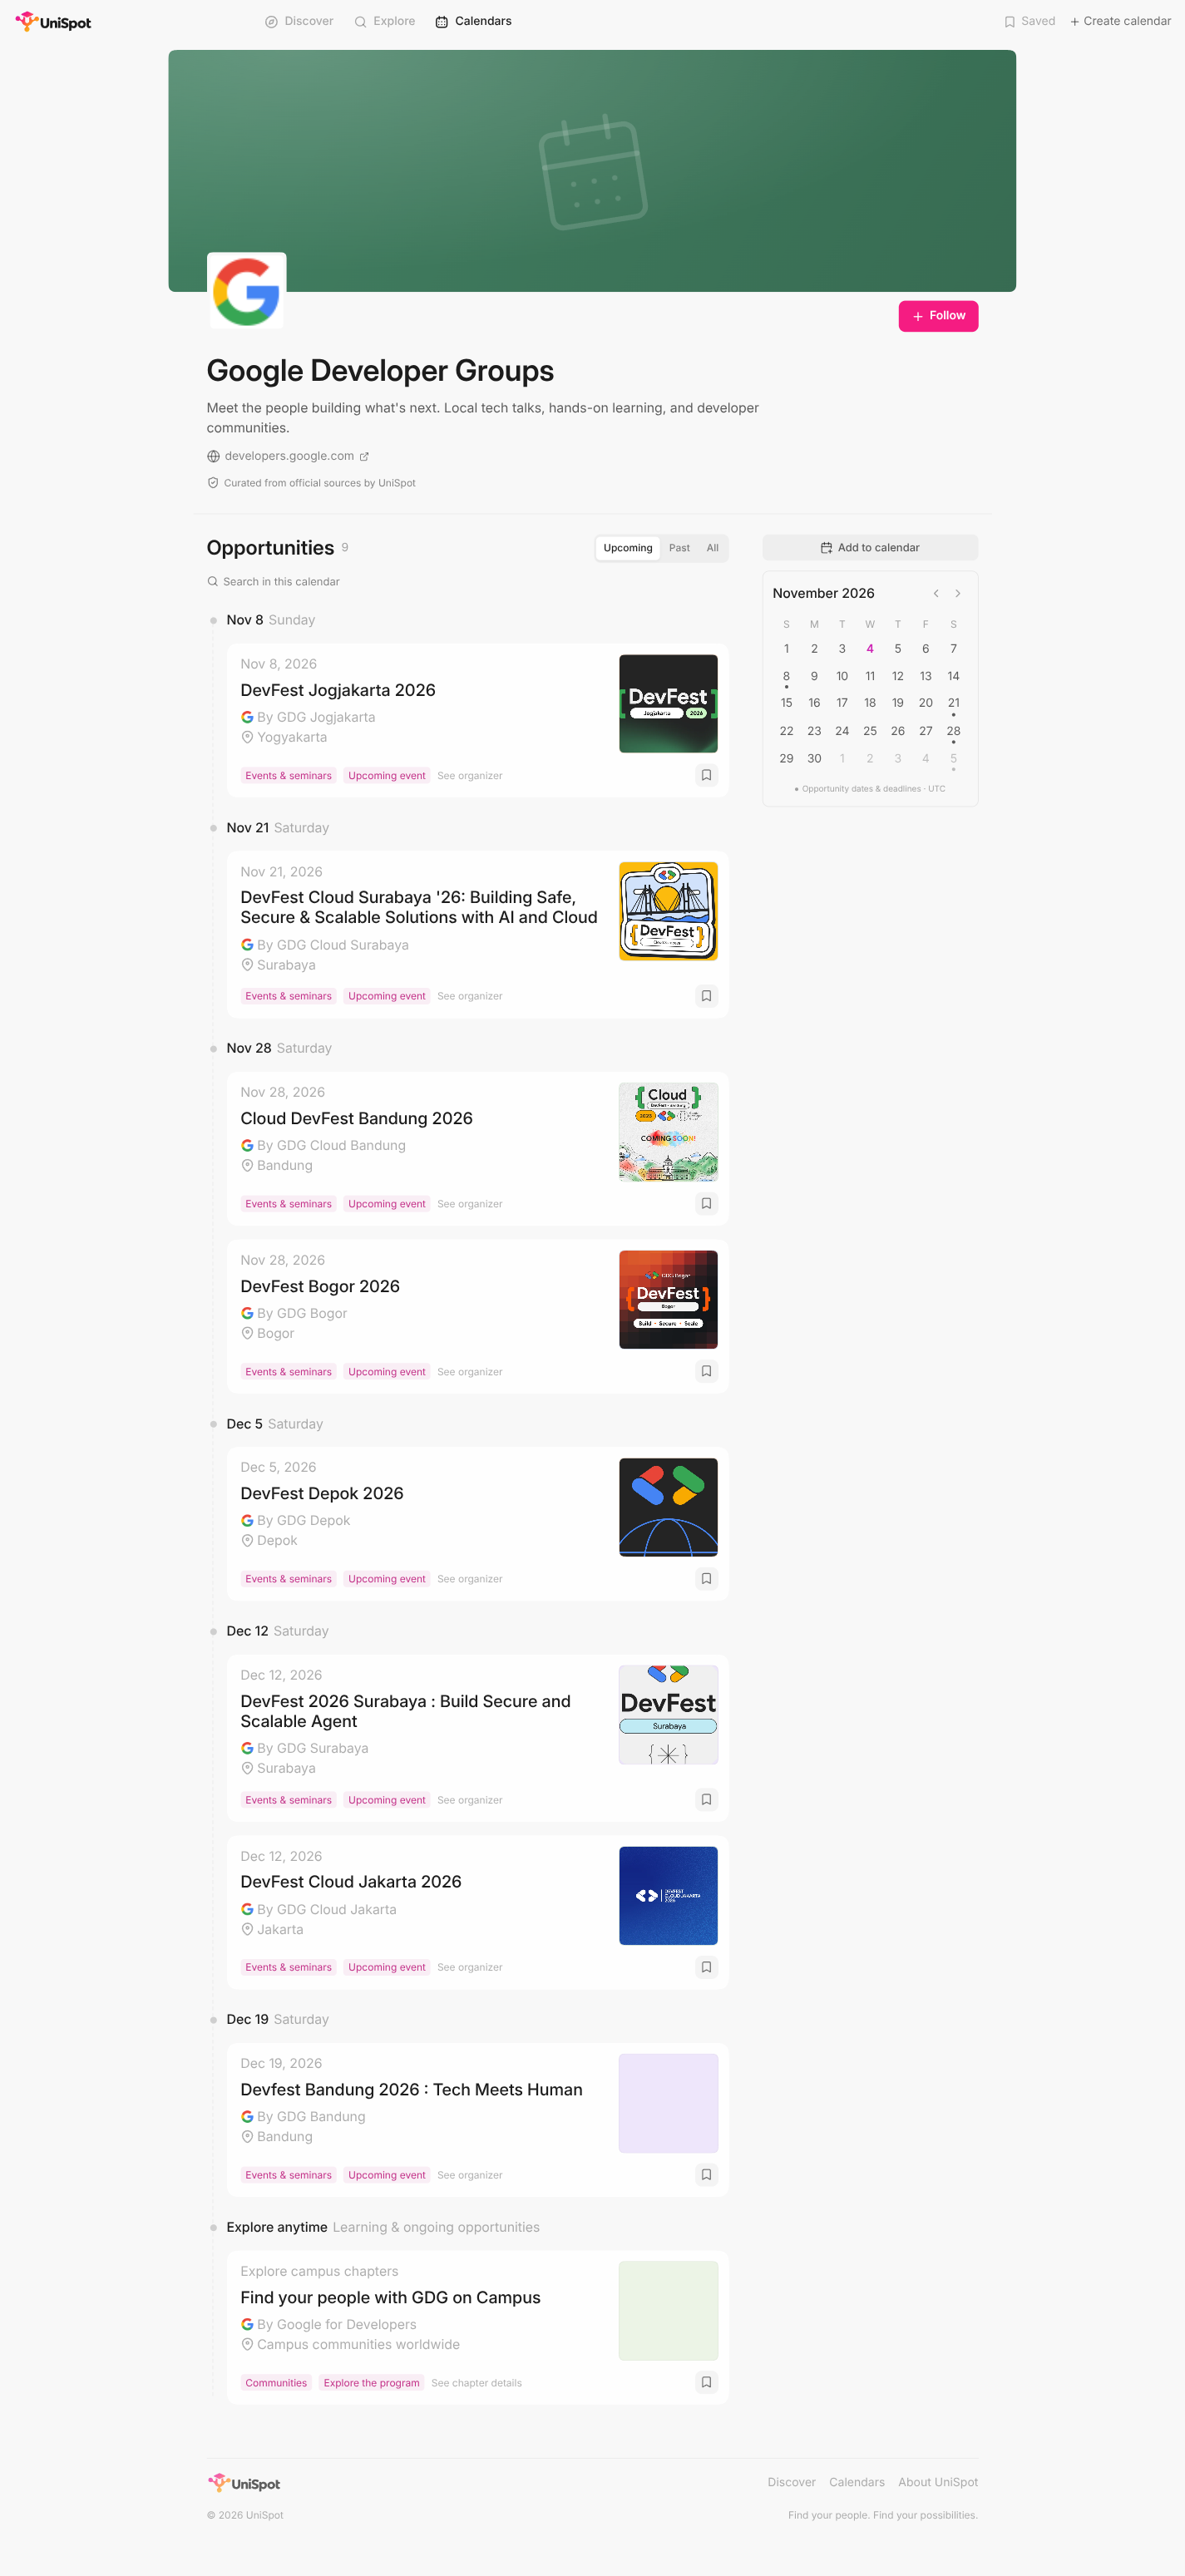 UniSpot
Discover
Explore
Calendars
Saved
Create calendar
Follow
Google Developer Groups
Meet the people building what's next. Local tech talks, hands-on learning, and developer
communities.
developers.google.com
Curated from official sources by UniSpot
Opportunities 9
Upcoming Past All
Add to calendar
Search in this calendar
November 2026
S M T W T F S
1 2 3 4 5 6 7
8 9 10 11 12 13 14
15 16 17 18 19 20 21
22 23 24 25 26 27 28
29 30 1 2 3 4 5
Opportunity dates & deadlines · UTC
Nov 8 Sunday
Nov 8, 2026
DevFest Jogjakarta 2026
By GDG Jogjakarta
Yogyakarta
Events & seminars Upcoming event See organizer
DevFest
Jogjakarta 2026
Nov 21 Saturday
Nov 21, 2026
DevFest Cloud Surabaya '26: Building Safe,
Secure & Scalable Solutions with AI and Cloud
By GDG Cloud Surabaya
Surabaya
Events & seminars Upcoming event See organizer
DevFest
Nov 28 Saturday
Nov 28, 2026
Cloud DevFest Bandung 2026
By GDG Cloud Bandung
Bandung
Events & seminars Upcoming event See organizer
Cloud
COMING SOON!
Nov 28, 2026
DevFest Bogor 2026
By GDG Bogor
Bogor
Events & seminars Upcoming event See organizer
GDG Bogor
DevFest
Bogor
Build · Secure · Scale
Dec 5 Saturday
Dec 5, 2026
DevFest Depok 2026
By GDG Depok
Depok
Events & seminars Upcoming event See organizer
Dec 12 Saturday
Dec 12, 2026
DevFest 2026 Surabaya : Build Secure and
Scalable Agent
By GDG Surabaya
Surabaya
Events & seminars Upcoming event See organizer
DevFest
Surabaya
Dec 12, 2026
DevFest Cloud Jakarta 2026
By GDG Cloud Jakarta
Jakarta
Events & seminars Upcoming event See organizer
DEVFEST
CLOUD JAKARTA
2026
Dec 19 Saturday
Dec 19, 2026
Devfest Bandung 2026 : Tech Meets Human
By GDG Bandung
Bandung
Events & seminars Upcoming event See organizer
Explore anytime Learning & ongoing opportunities
Explore campus chapters
Find your people with GDG on Campus
By Google for Developers
Campus communities worldwide
Communities Explore the program See chapter details
UniSpot
Discover Calendars About UniSpot
© 2026 UniSpot
Find your people. Find your possibilities.